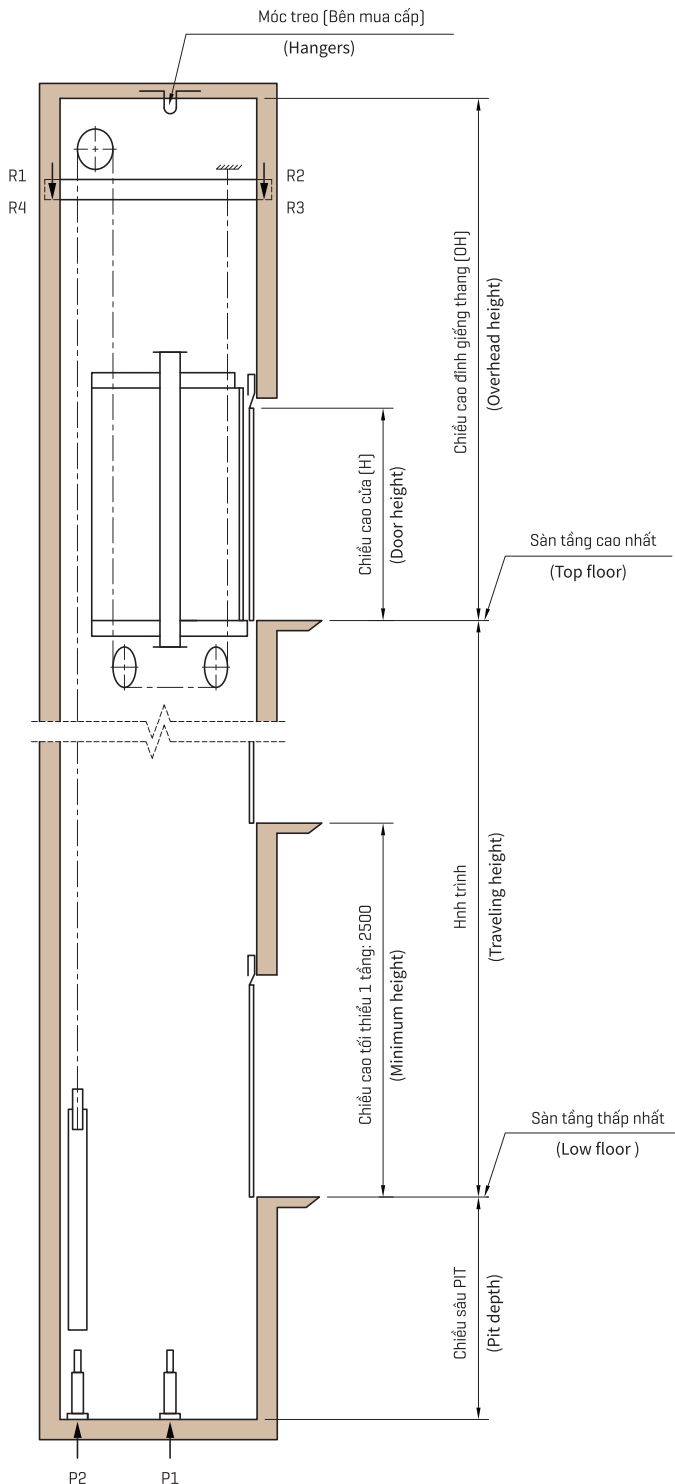 Móc treo (Bên mua cấp)
(Hangers)
R1
R4
R2
R3
Chiều cao đỉnh giếng thang (OH)
(Overhead height)
Chiều cao cửa (H)
(Door height)
Sàn tầng cao nhất
(Top floor)
Hnh trình
(Traveling height)
Chiều cao tối thiểu 1 tầng: 2500
(Minimum height)
Sàn tầng thấp nhất
(Low floor )
Chiều sâu PIT
(Pit depth)
P2
P1